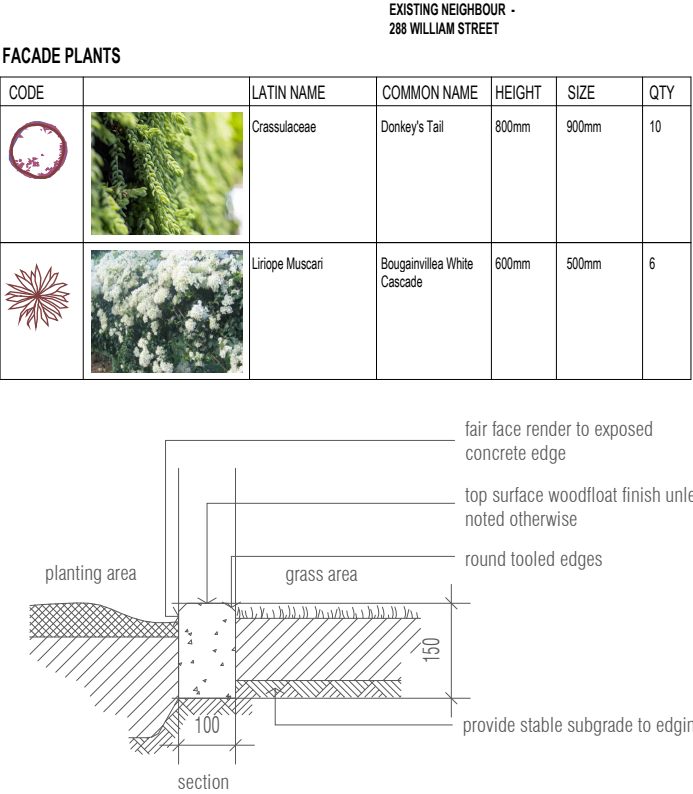 EXISTING NEIGHBOUR -
288 WILLIAM STREET
FACADE PLANTS
CODE LATIN NAME COMMON NAME HEIGHT SIZE QTY
Crassulaceae Donkey's Tail 800mm 900mm 10
Liriope Muscari Bougainvillea White 600mm 500mm 6
Cascade
fair face render to exposed
concrete edge
top surface woodfloat finish unle
noted otherwise
round tooled edges
planting area
grass area
150
provide stable subgrade to edgin
100
section